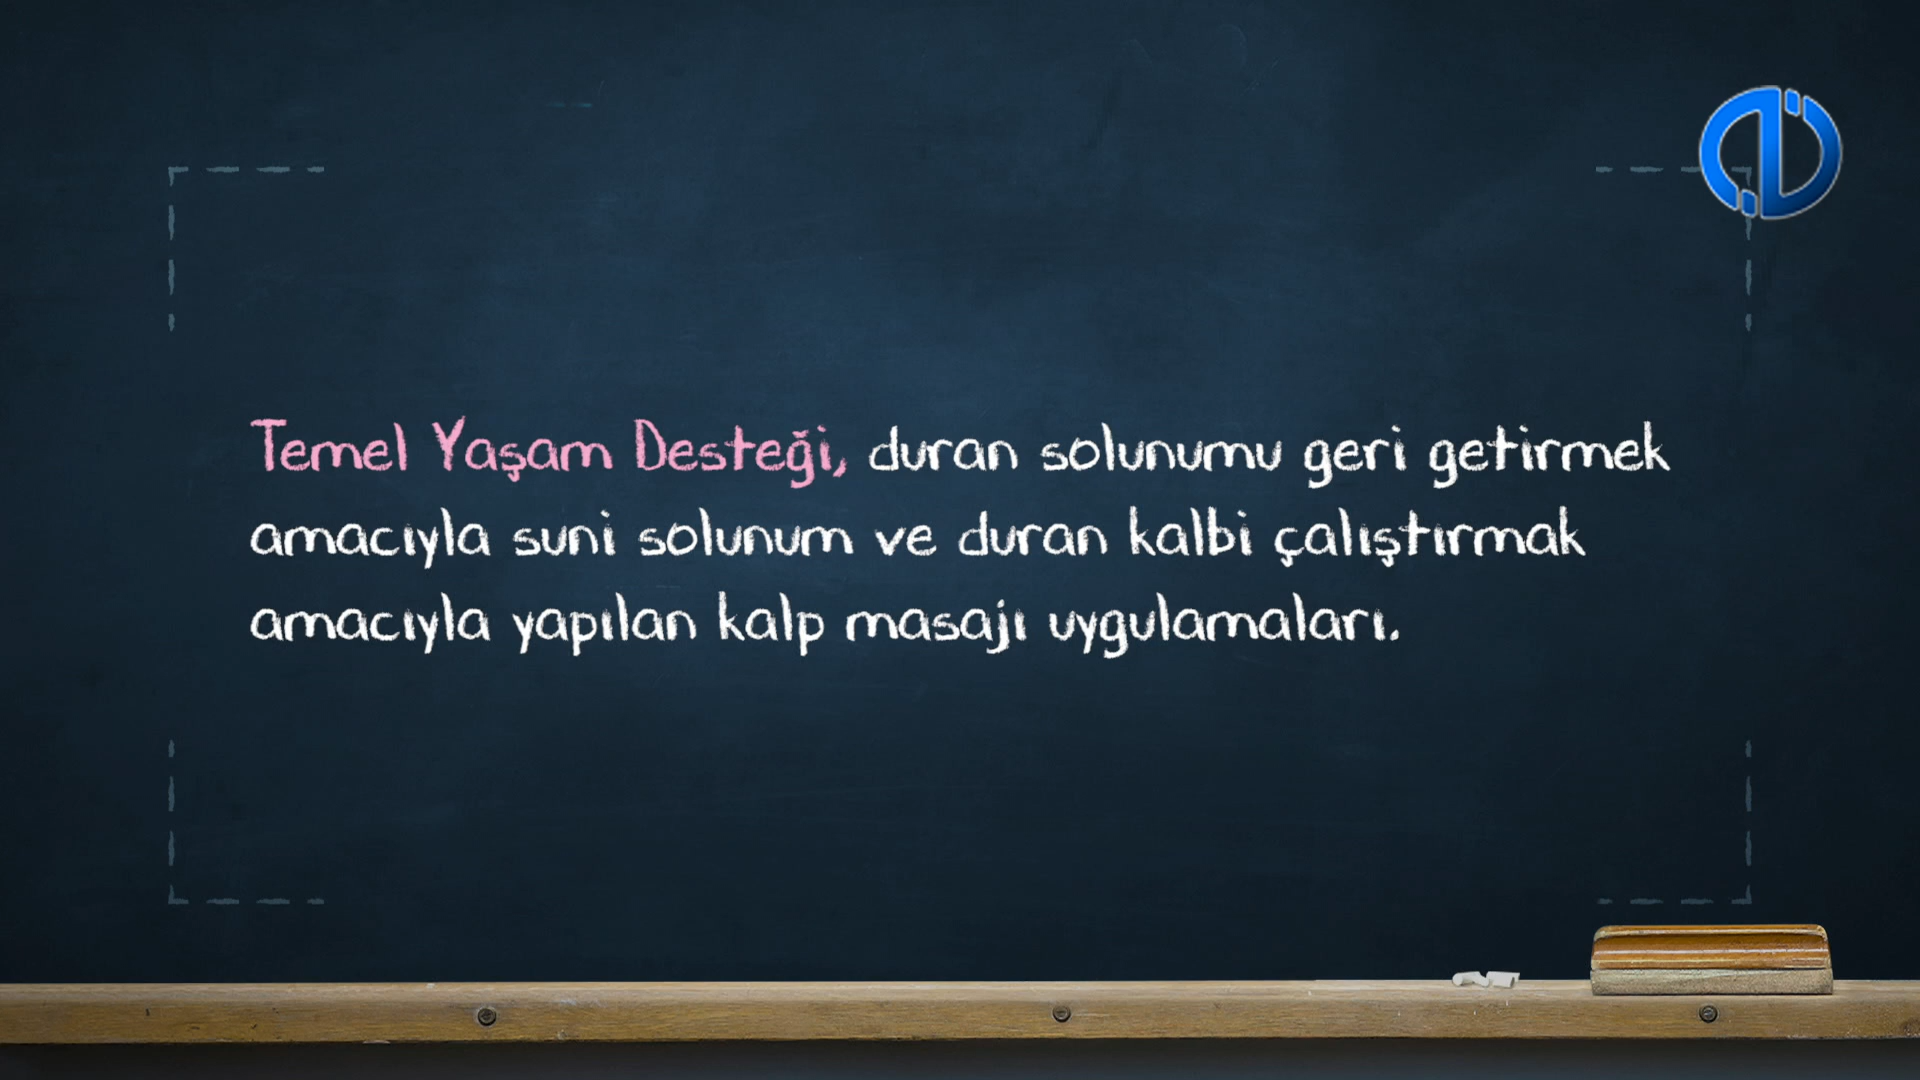 Temel Yaşam Desteği, duran solunumu geri getirmek
amacıyla suni solunum ve duran kalbi çalıştırmak
amacıyla yapılan kalp masajı uygulamaları.